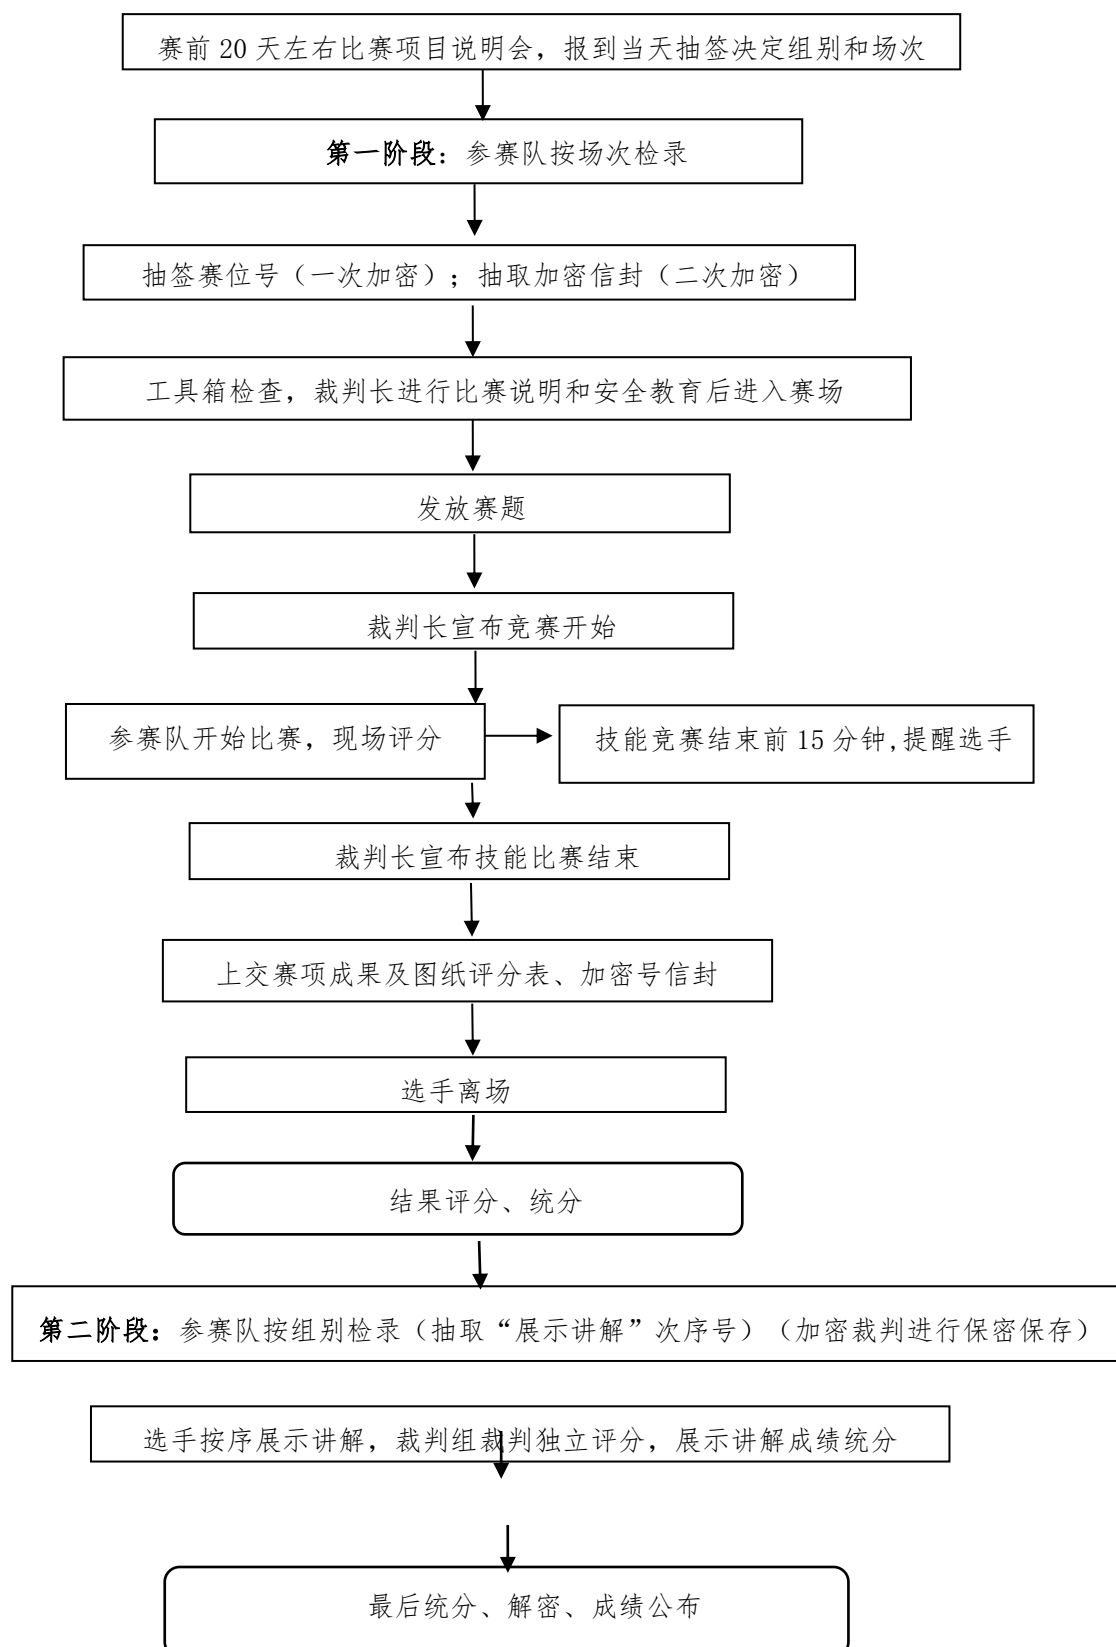 赛前 20 天左右比赛项目说明会，报到当天抽签决定组别和场次
第一阶段：参赛队按场次检录
抽签赛位号（一次加密）；抽取加密信封（二次加密）
工具箱检查，裁判长进行比赛说明和安全教育后进入赛场
发放赛题
裁判长宣布竞赛开始
参赛队开始比赛，现场评分
技能竞赛结束前 15 分钟,提醒选手
裁判长宣布技能比赛结束
上交赛项成果及图纸评分表、加密号信封
选手离场
结果评分、统分
第二阶段：参赛队按组别检录（抽取“展示讲解”次序号）（加密裁判进行保密保存）
选手按序展示讲解，裁判组裁判独立评分，展示讲解成绩统分
最后统分、解密、成绩公布